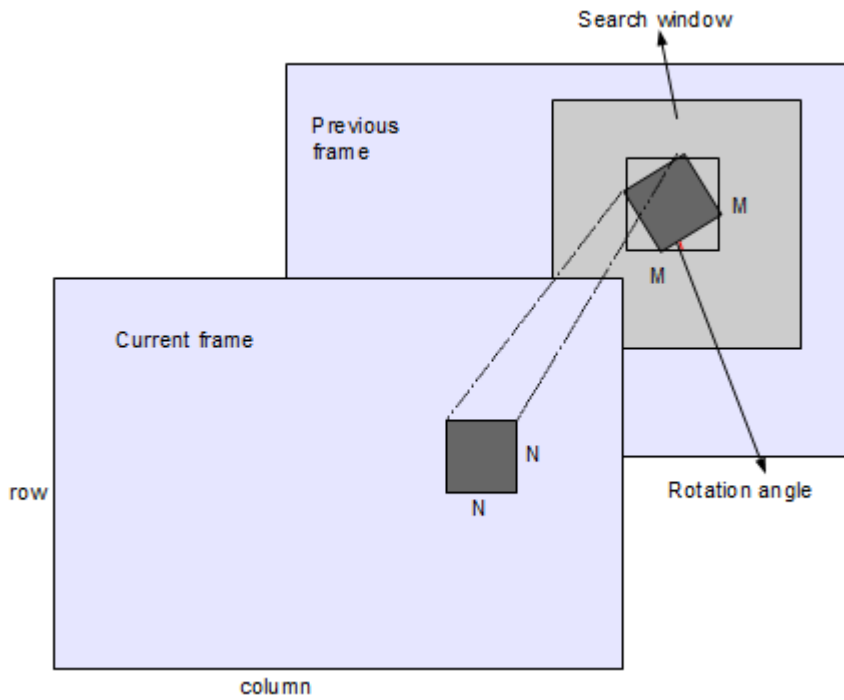 Search window
Previous
frame
M
M
Current frame
N
N
row
Rotation angle
column